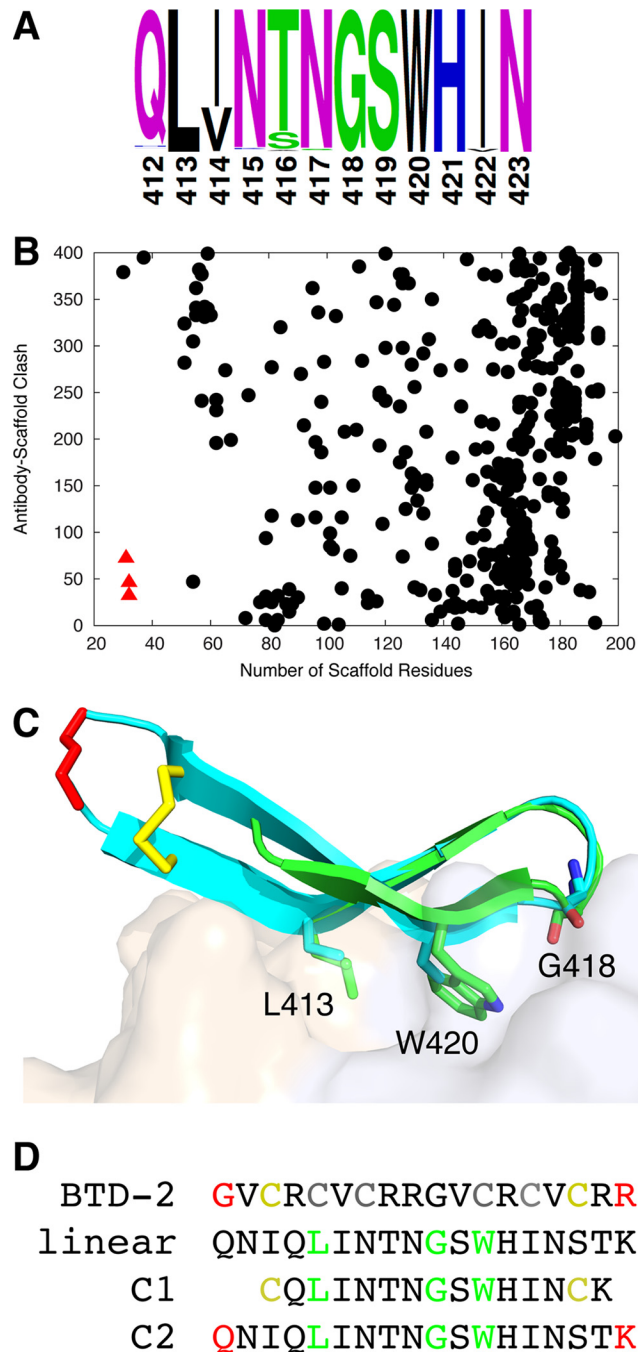 A
QLINTNGSWHIN
V S
412 413 414 415 416 417 418 419 420 421 422 423
B
400
350
300
250
200
150
100
50
0
Antibody-Scaffold Clash
20 40 60 80 100 120 140 160 180 200
Number of Scaffold Residues
C
L413
W420
G418
D
BTD-2 GVCRCVCRRGVCRCVCRR
linear QNIQLINTNGSWHINSTK
C1 CQLINTNGSWHINCK
C2 QNIQLINTNGSWHINSTK